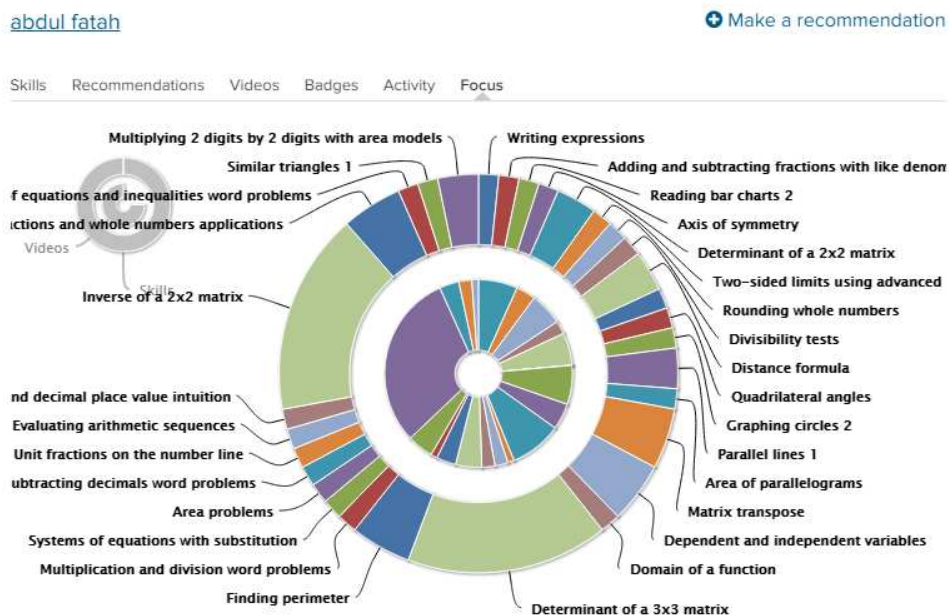 abdul fatah
Make a recommendation
Skills Recommendations Videos Badges Activity Focus
Multiplying 2 digits by 2 digits with area models
Writing expressions
Similar triangles 1
Adding and subtracting fractions with like denom
of equations and inequalities word problems
Reading bar charts 2
ctions and whole numbers applications
Axis of symmetry
Videos
Determinant of a 2x2 matrix
Skills
Two-sided limits using advanced
Inverse of a 2x2 matrix
Rounding whole numbers
Divisibility tests
Distance formula
nd decimal place value intuition
Quadrilateral angles
Evaluating arithmetic sequences
Graphing circles 2
Unit fractions on the number line
Parallel lines 1
ubtracting decimals word problems
Area of parallelograms
Area problems
Matrix transpose
Systems of equations with substitution
Dependent and independent variables
Multiplication and division word problems
Domain of a function
Finding perimeter
Determinant of a 3x3 matrix